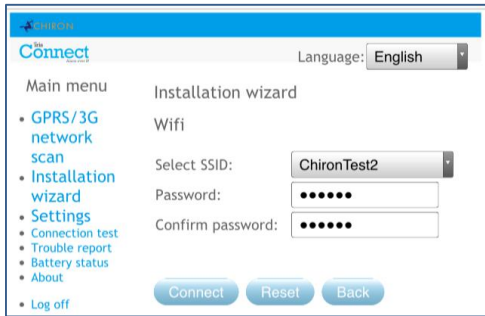 CHIRON
iris
Connect
Language: English
Main menu
• GPRS/3G
network
scan
• Installation
wizard
• Settings
• Connection test
• Trouble report
• Battery status
• About
• Log off
Installation wizard
Wifi
Select SSID: ChironTest2
Password: ••••••
Confirm password: ••••••
Connect Reset Back